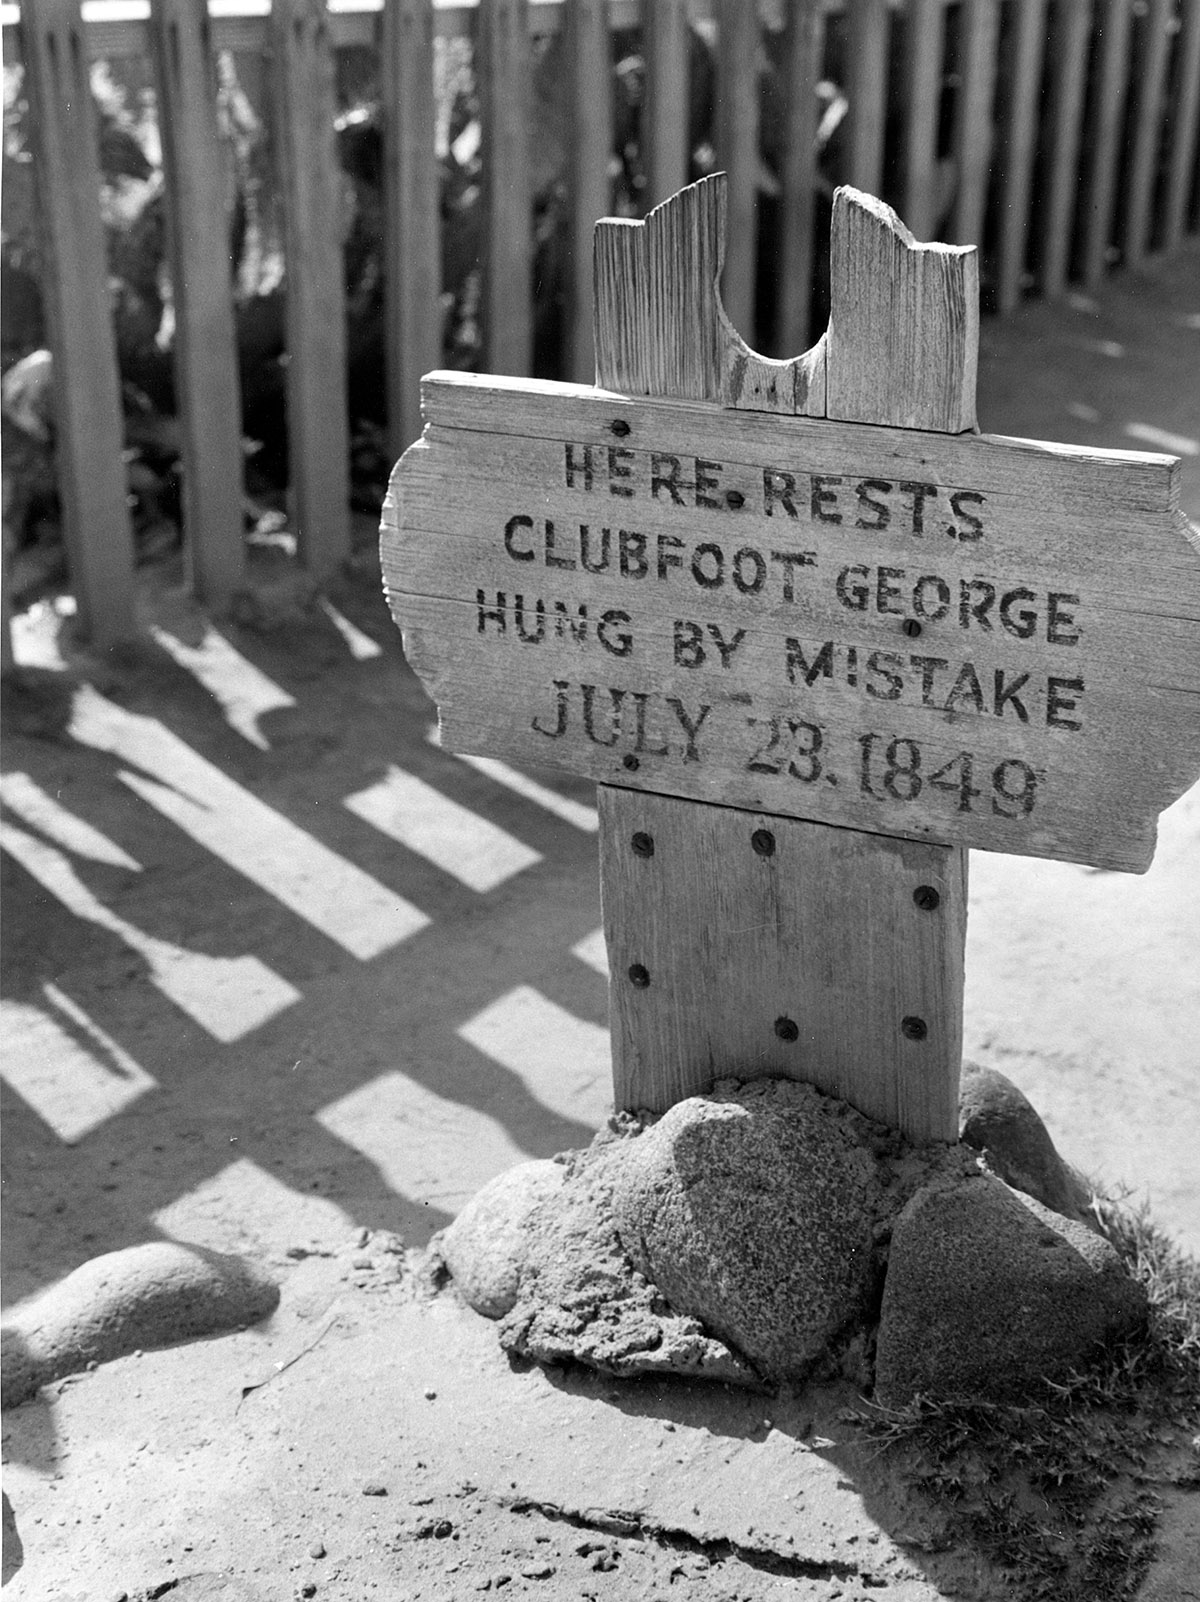 HERE RESTS
CLUBFOOT GEORGE
HUNG BY MISTAKE
JULY 23. 1849